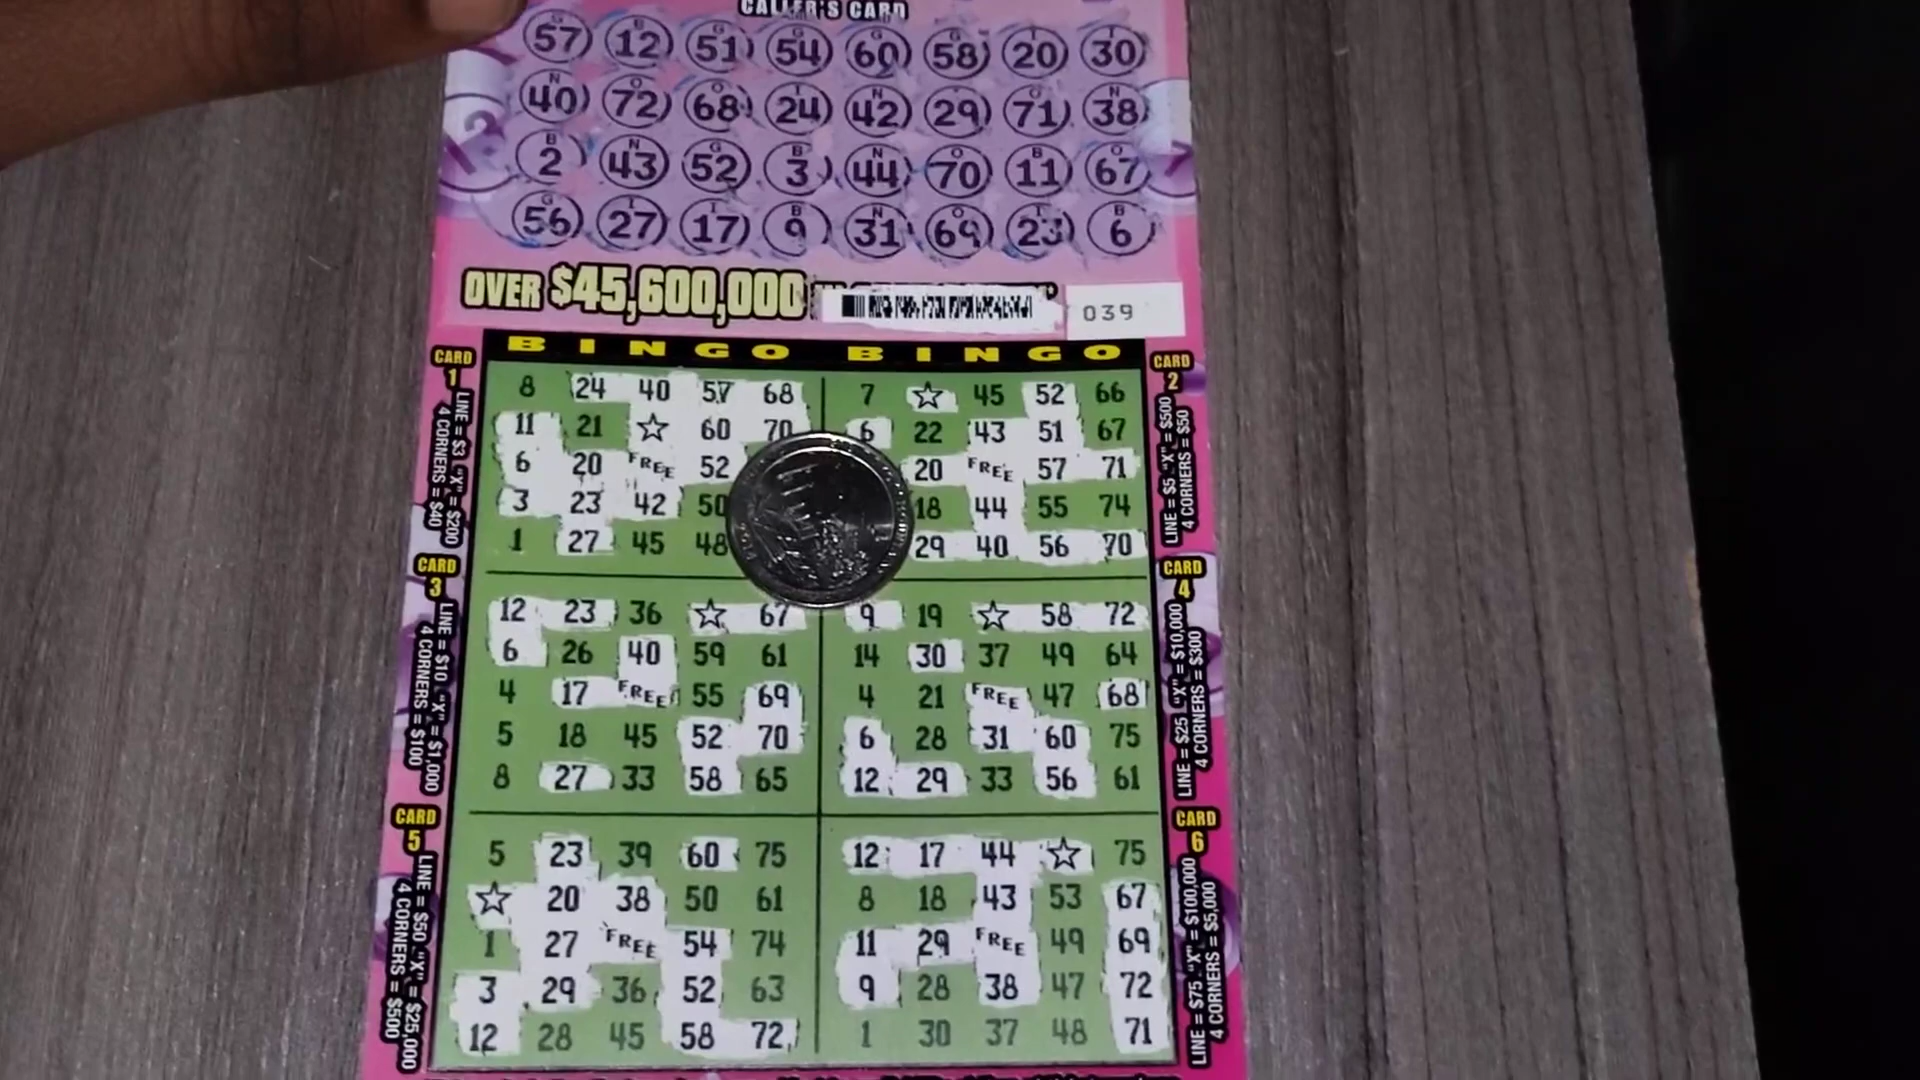 CALLER'S CARD
G 57 B 12 G 51 G 54 G 60 G 58 I 20 I 30
N 40 O 72 O 68 I 24 N 42 29 O 71 N 38
B 2 N 43 G 52 B 3 N 44 O 70 B 11 O 67
G 56 I 27 I 17 B 9 N 31 O 69 I 23 B 6
OVER $45,600,000
039
B I N G O B I N G O
CARD 1
LINE = $3 "X" = $200
4 CORNERS = $40
8 24 40 57 68
11 21 ☆ 60 70
6 20 FREE 52
3 23 42 50
1 27 45 48
CARD 2
LINE = $5 "X" = $500
4 CORNERS = $50
7 ☆ 45 52 66
6 22 43 51 67
20 FREE 57 71
18 44 55 74
29 40 56 70
CARD 3
LINE = $10 "X" = $1,000
4 CORNERS = $100
12 23 36 ☆ 67
6 26 40 59 61
4 17 FREE 55 69
5 18 45 52 70
8 27 33 58 65
CARD 4
LINE = $25 "X" = $10,000
4 CORNERS = $300
9 19 ☆ 58 72
14 30 37 49 64
4 21 FREE 47 68
6 28 31 60 75
12 29 33 56 61
CARD 5
LINE = $50 "X" = $25,000
4 CORNERS = $500
5 23 39 60 75
☆ 20 38 50 61
1 27 FREE 54 74
3 29 36 52 63
12 28 45 58 72
CARD 6
LINE = $75 "X" = $100,000
4 CORNERS = $5,000
12 17 44 ☆ 75
8 18 43 53 67
11 29 FREE 49 69
9 28 38 47 72
1 30 37 48 71